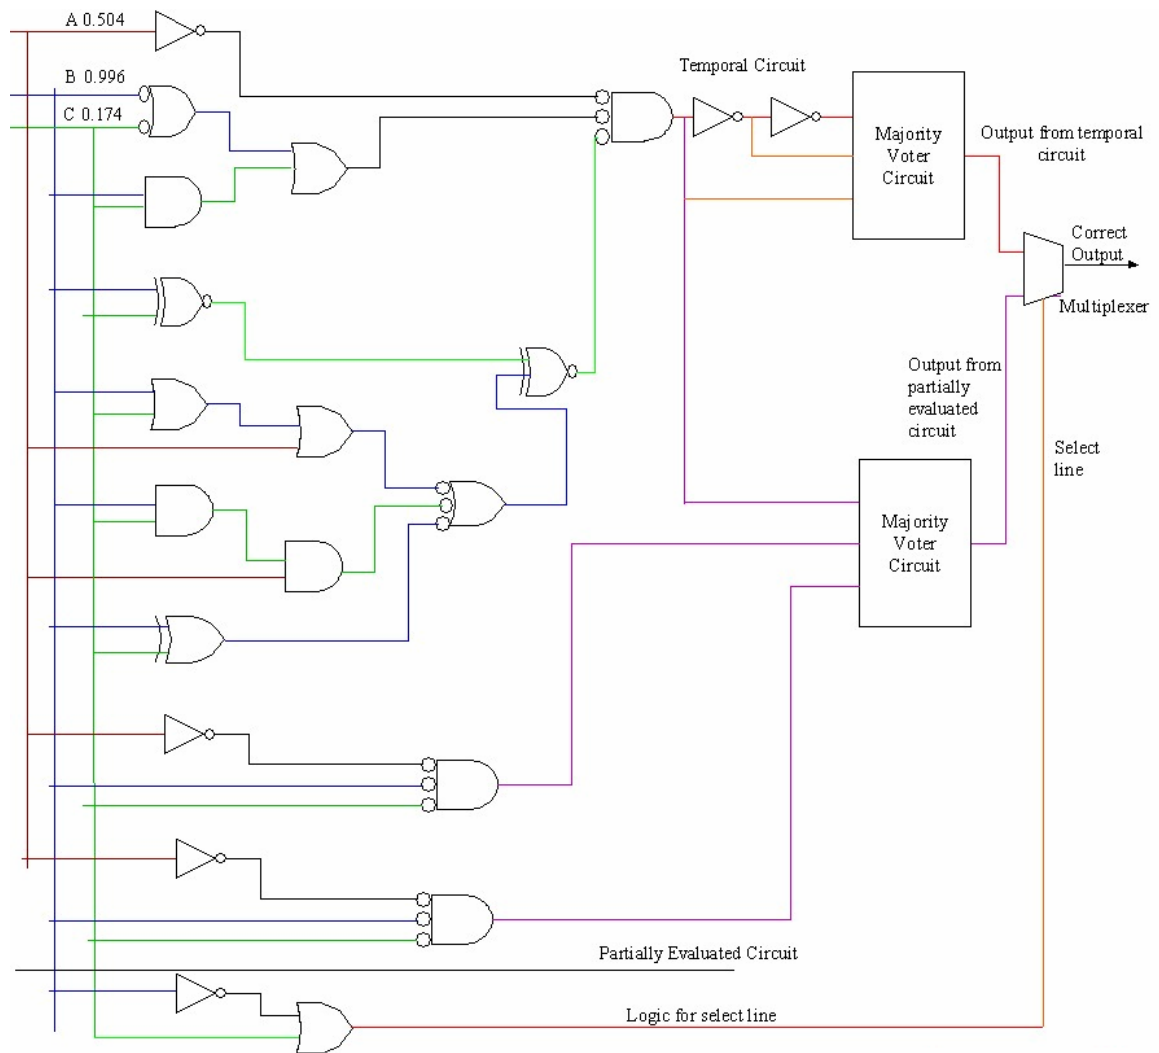 A 0.504
B 0.996
C 0.174
Temporal Circuit
Majority
Voter
Circuit
Output from temporal
circuit
Correct
Output
Multiplexer
Output from
partially
evaluated
circuit
Select
line
Majority
Voter
Circuit
Partially Evaluated Circuit
Logic for select line